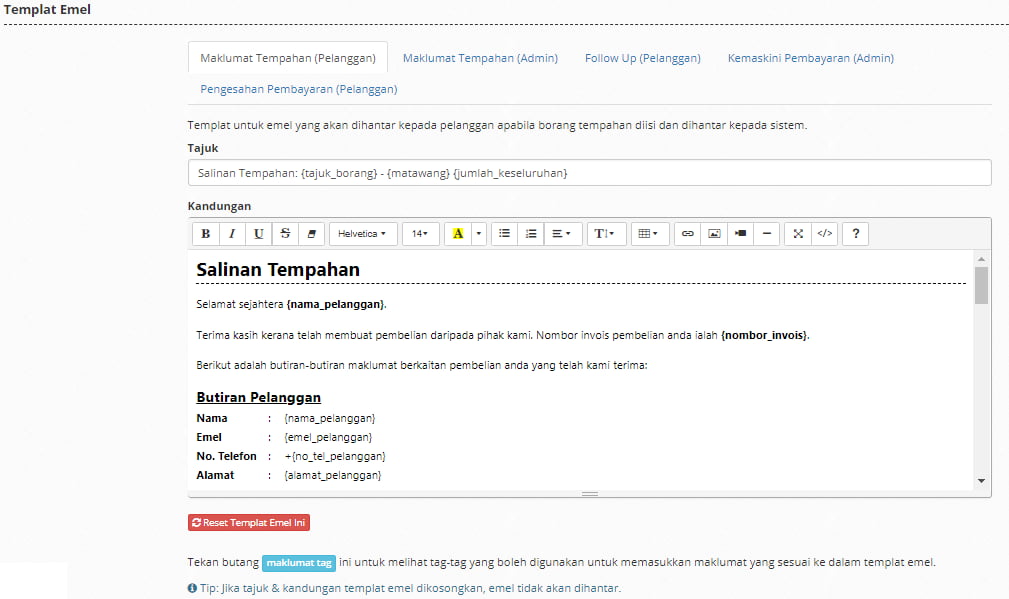 Templat Emel
Maklumat Tempahan (Pelanggan) Maklumat Tempahan (Admin) Follow Up (Pelanggan) Kemaskini Pembayaran (Admin)
Pengesahan Pembayaran (Pelanggan)
Templat untuk emel yang akan dihantar kepada pelanggan apabila borang tempahan diisi dan dihantar kepada sistem.
Tajuk
Salinan Tempahan: {tajuk_borang} - {matawang} {jumlah_keseluruhan}
Kandungan
B I U S Helvetica 14 A T </> ?
Salinan Tempahan
Selamat sejahtera {nama_pelanggan}.
Terima kasih kerana telah membuat pembelian daripada pihak kami. Nombor invois pembelian anda ialah {nombor_invois}.
Berikut adalah butiran-butiran maklumat berkaitan pembelian anda yang telah kami terima:
Butiran Pelanggan
Nama : {nama_pelanggan}
Emel : {emel_pelanggan}
No. Telefon : +{no_tel_pelanggan}
Alamat : {alamat_pelanggan}
Reset Templat Emel Ini
Tekan butang maklumat tag ini untuk melihat tag-tag yang boleh digunakan untuk memasukkan maklumat yang sesuai ke dalam templat emel.
Tip: Jika tajuk & kandungan templat emel dikosongkan, emel tidak akan dihantar.